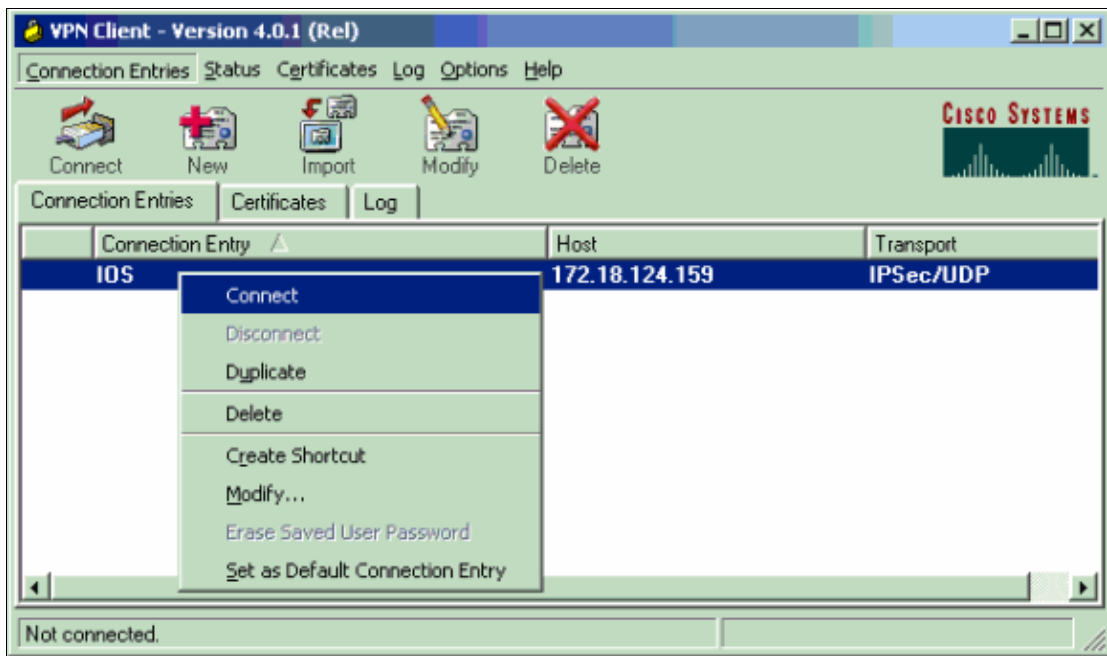 VPN Client - Version 4.0.1 (Rel)
Connection Entries Status Certificates Log Options Help
CISCO SYSTEMS
Connect New Import Modify Delete
Connection Entries Certificates Log
Connection Entry Host Transport
IOS 172.18.124.159 IPSec/UDP
Connect
Disconnect
Duplicate
Delete
Create Shortcut
Modify...
Erase Saved User Password
Set as Default Connection Entry
Not connected.